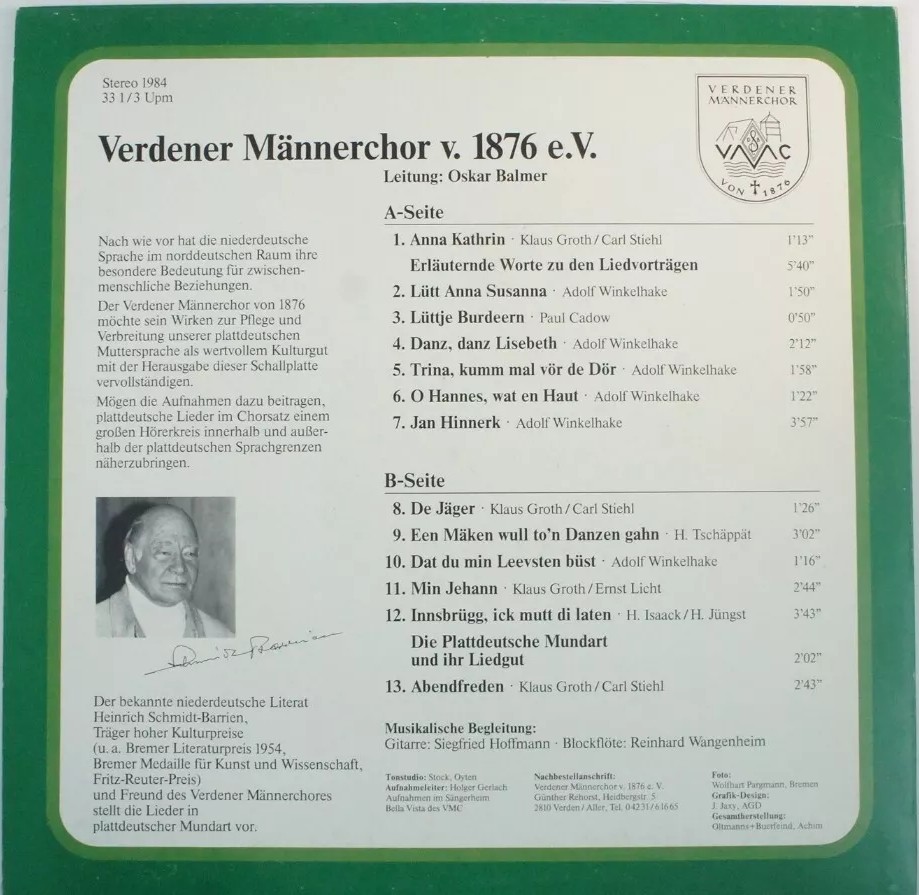 Stereo 1984
33 1/3 Upm
VERDENER
MÄNNERCHOR
VMC
VON 1876
Verdener Männerchor v. 1876 e.V.
Leitung: Oskar Balmer
Nach wie vor hat die niederdeutsche
Sprache im norddeutschen Raum ihre
besondere Bedeutung für zwischen-
menschliche Beziehungen.
Der Verdener Männerchor von 1876
möchte sein Wirken zur Pflege und
Verbreitung unserer plattdeutschen
Muttersprache als wertvollem Kulturgut
mit der Herausgabe dieser Schallplatte
vervollständigen.
Mögen die Aufnahmen dazu beitragen,
plattdeutsche Lieder im Chorsatz einem
großen Hörerkreis innerhalb und außer-
halb der plattdeutschen Sprachgrenzen
näherzubringen.
Der bekannte niederdeutsche Literat
Heinrich Schmidt-Barrien,
Träger hoher Kulturpreise
(u. a. Bremer Literaturpreis 1954,
Bremer Medaille für Kunst und Wissenschaft,
Fritz-Reuter-Preis)
und Freund des Verdener Männerchores
stellt die Lieder in
plattdeutscher Mundart vor.
A-Seite
1. Anna Kathrin · Klaus Groth / Carl Stiehl 1'13"
Erläuternde Worte zu den Liedvorträgen 5'40"
2. Lütt Anna Susanna · Adolf Winkelhake 1'50"
3. Lüttje Burdeern · Paul Cadow 0'50"
4. Danz, danz Lisebeth · Adolf Winkelhake 2'12"
5. Trina, kumm mal vör de Dör · Adolf Winkelhake 1'58"
6. O Hannes, wat en Haut · Adolf Winkelhake 1'22"
7. Jan Hinnerk · Adolf Winkelhake 3'57"
B-Seite
8. De Jäger · Klaus Groth / Carl Stiehl 1'26"
9. Een Mäken wull to'n Danzen gahn · H. Tschäppät 3'02"
10. Dat du min Leevsten büst · Adolf Winkelhake 1'16"
11. Min Jehann · Klaus Groth / Ernst Licht 2'44"
12. Innsbrügg, ick mutt di laten · H. Isaack / H. Jüngst 3'43"
Die Plattdeutsche Mundart
und ihr Liedgut 2'02"
13. Abendfreden · Klaus Groth / Carl Stiehl 2'43"
Musikalische Begleitung:
Gitarre: Siegfried Hoffmann · Blockflöte: Reinhard Wangenheim
Tonstudio: Stock, Oyten
Aufnahmeleiter: Holger Gerlach
Aufnahmen im Sängerheim
Bella Vista des VMC
Nachbestellanschrift:
Verdener Männerchor v. 1876 e. V.
Günther Rehorst, Heidbergstr. 5
2810 Verden / Aller, Tel. 0 42 31 / 6 16 65
Foto:
Wolfhart Pargmann, Bremen
Grafik-Design:
J. Jaxy, AGD
Gesamtherstellung:
Oltmanns+Buerfeind, Achim